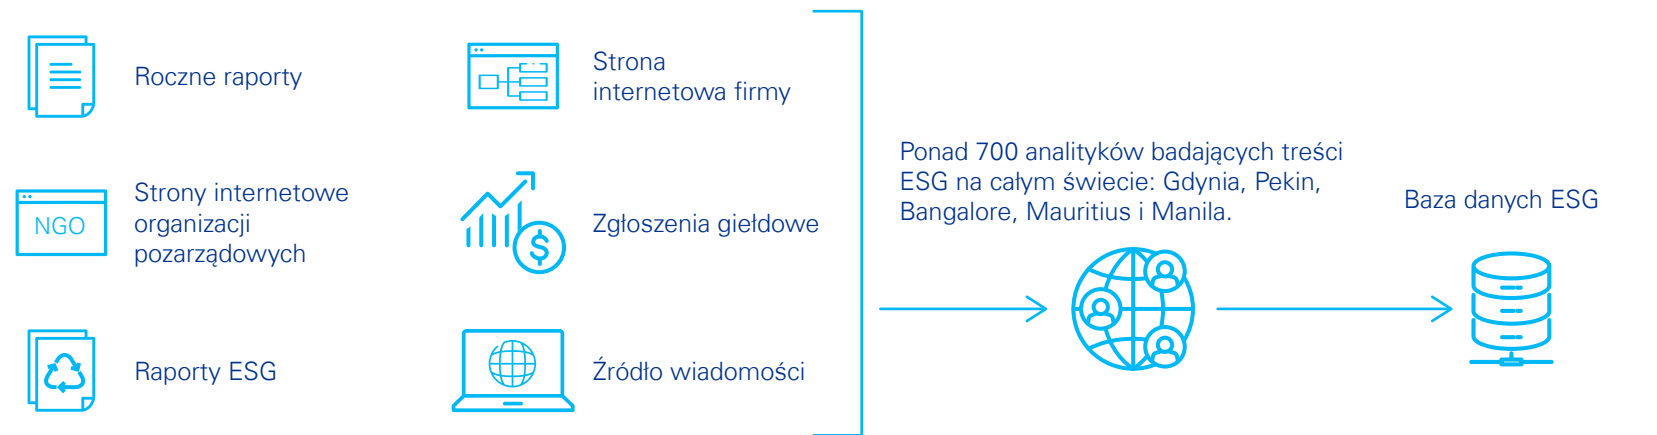 Roczne raporty
Strona
internetowa firmy
Strony internetowe
organizacji
pozarządowych
NGO
Zgłoszenia giełdowe
Raporty ESG
Źródło wiadomości
Ponad 700 analityków badających treści
ESG na całym świecie: Gdynia, Pekin,
Bangalore, Mauritius i Manila.
Baza danych ESG